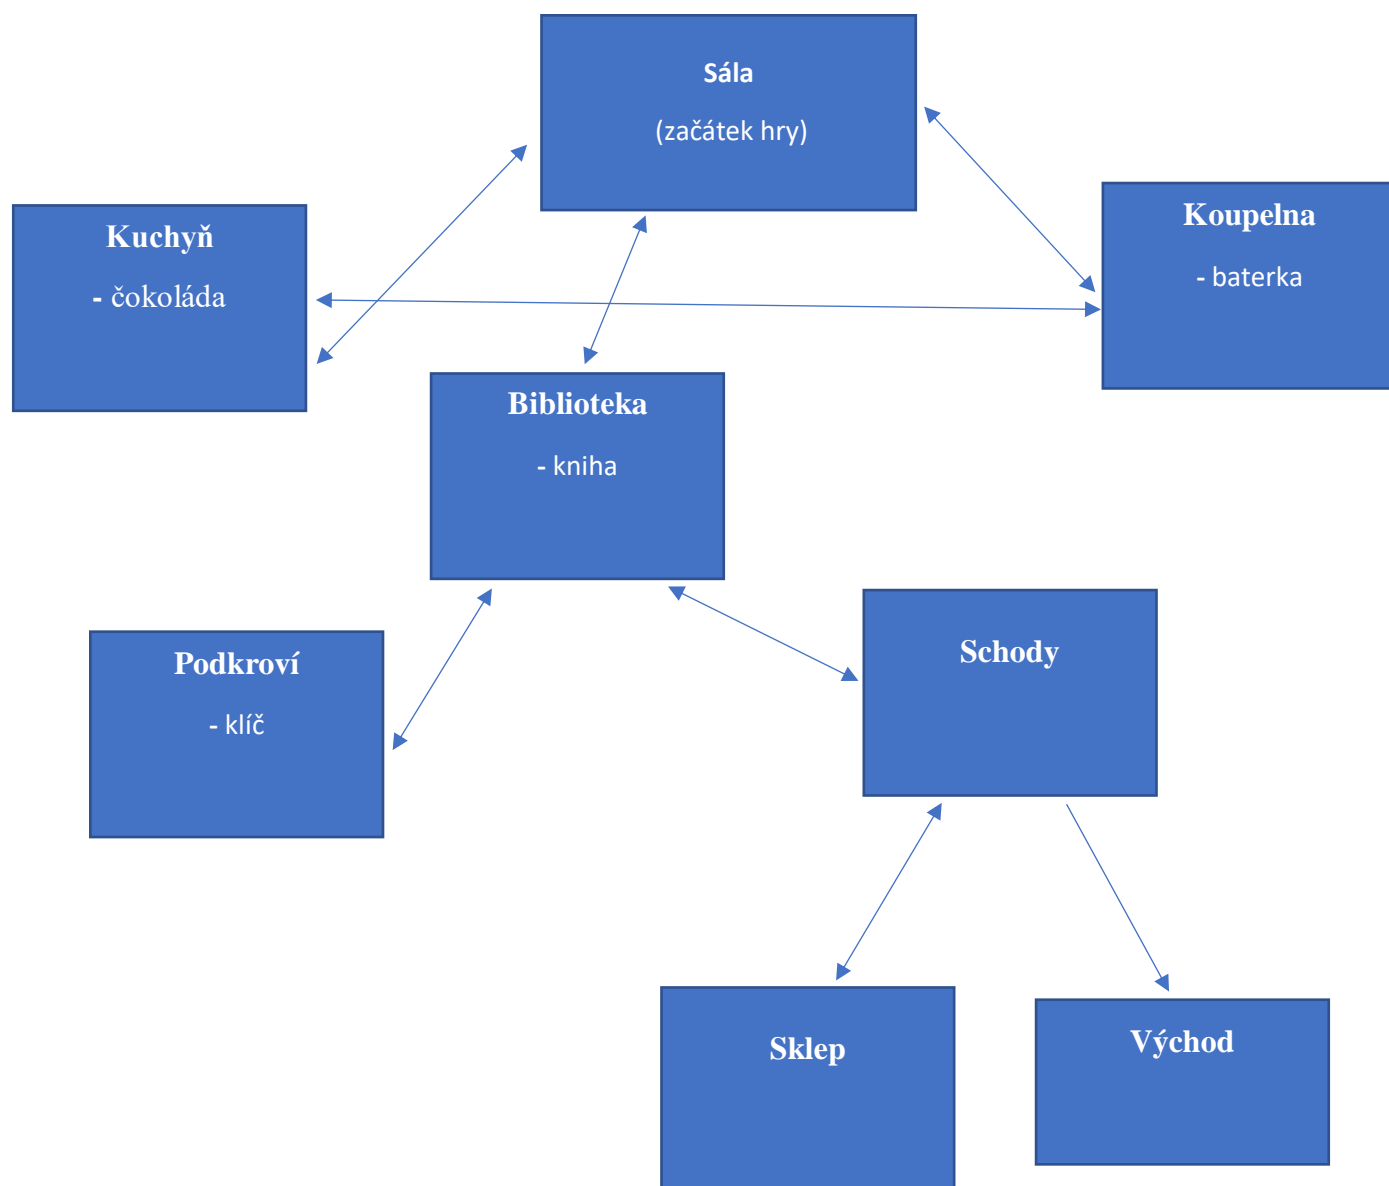 Sála
(začátek hry)
Kuchyň
- čokoláda
Koupelna
- baterka
Biblioteka
- kniha
Podkroví
- klíč
Schody
Sklep
Východ